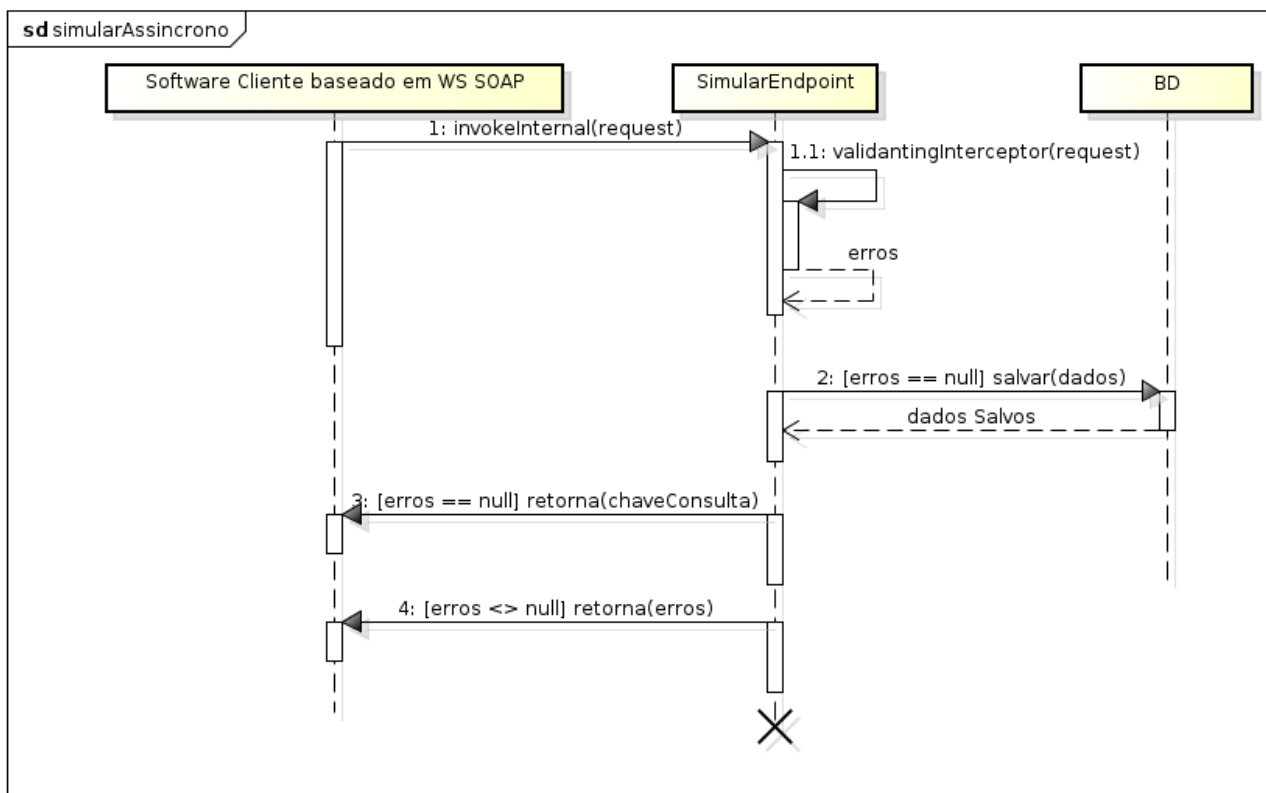 sd simularAssincrono
Software Cliente baseado em WS SOAP
SimularEndpoint
BD
1: invokeInternal(request)
1.1: validantingInterceptor(request)
erros
2: [erros == null] salvar(dados)
dados Salvos
3: [erros == null] retorna(chaveConsulta)
4: [erros <> null] retorna(erros)